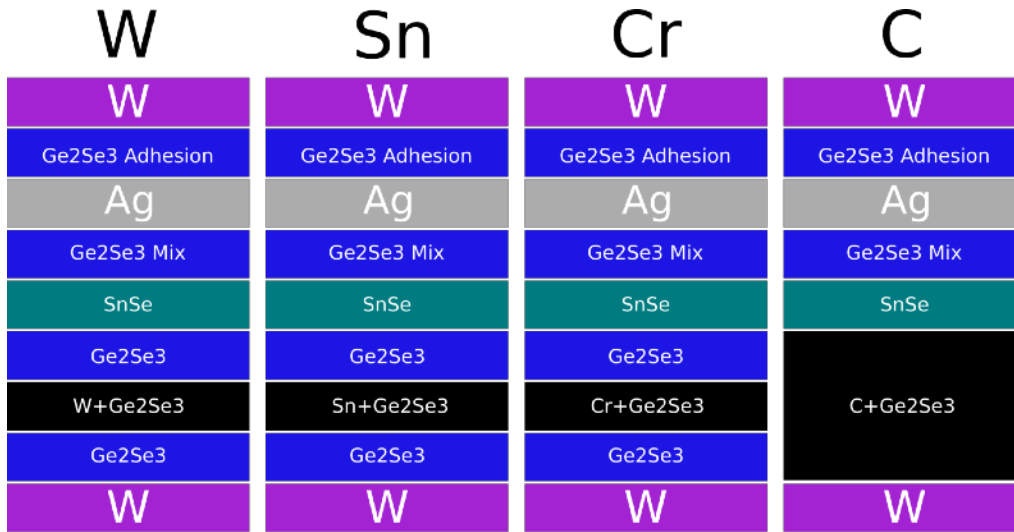 W Sn Cr C
W W W W
Ge2Se3 Adhesion Ge2Se3 Adhesion Ge2Se3 Adhesion Ge2Se3 Adhesion
Ag Ag Ag Ag
Ge2Se3 Mix Ge2Se3 Mix Ge2Se3 Mix Ge2Se3 Mix
SnSe SnSe SnSe SnSe
Ge2Se3 Ge2Se3 Ge2Se3
W+Ge2Se3 Sn+Ge2Se3 Cr+Ge2Se3 C+Ge2Se3
Ge2Se3 Ge2Se3 Ge2Se3
W W W W